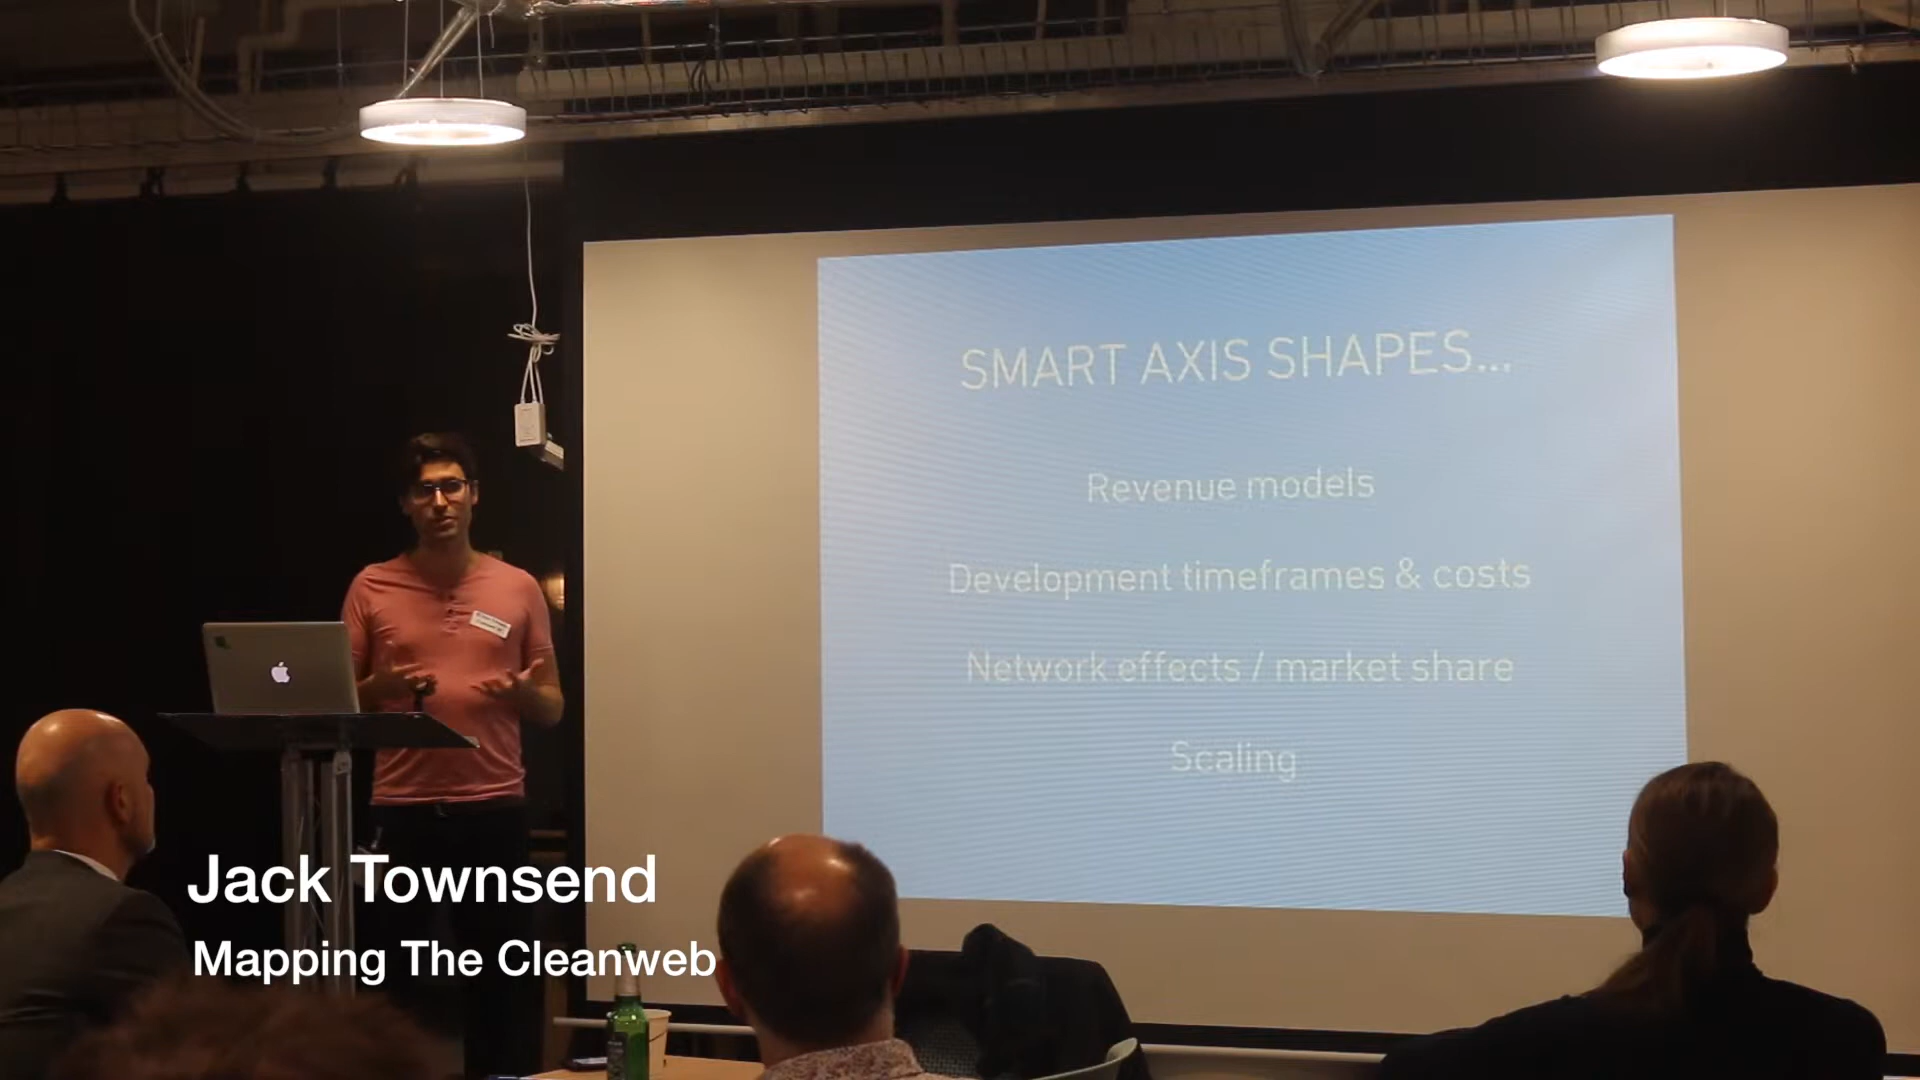 SMART AXIS SHAPES...
Revenue models
Development timeframes & costs
Network effects / market share
Scaling
Jack Townsend
Mapping The Cleanweb